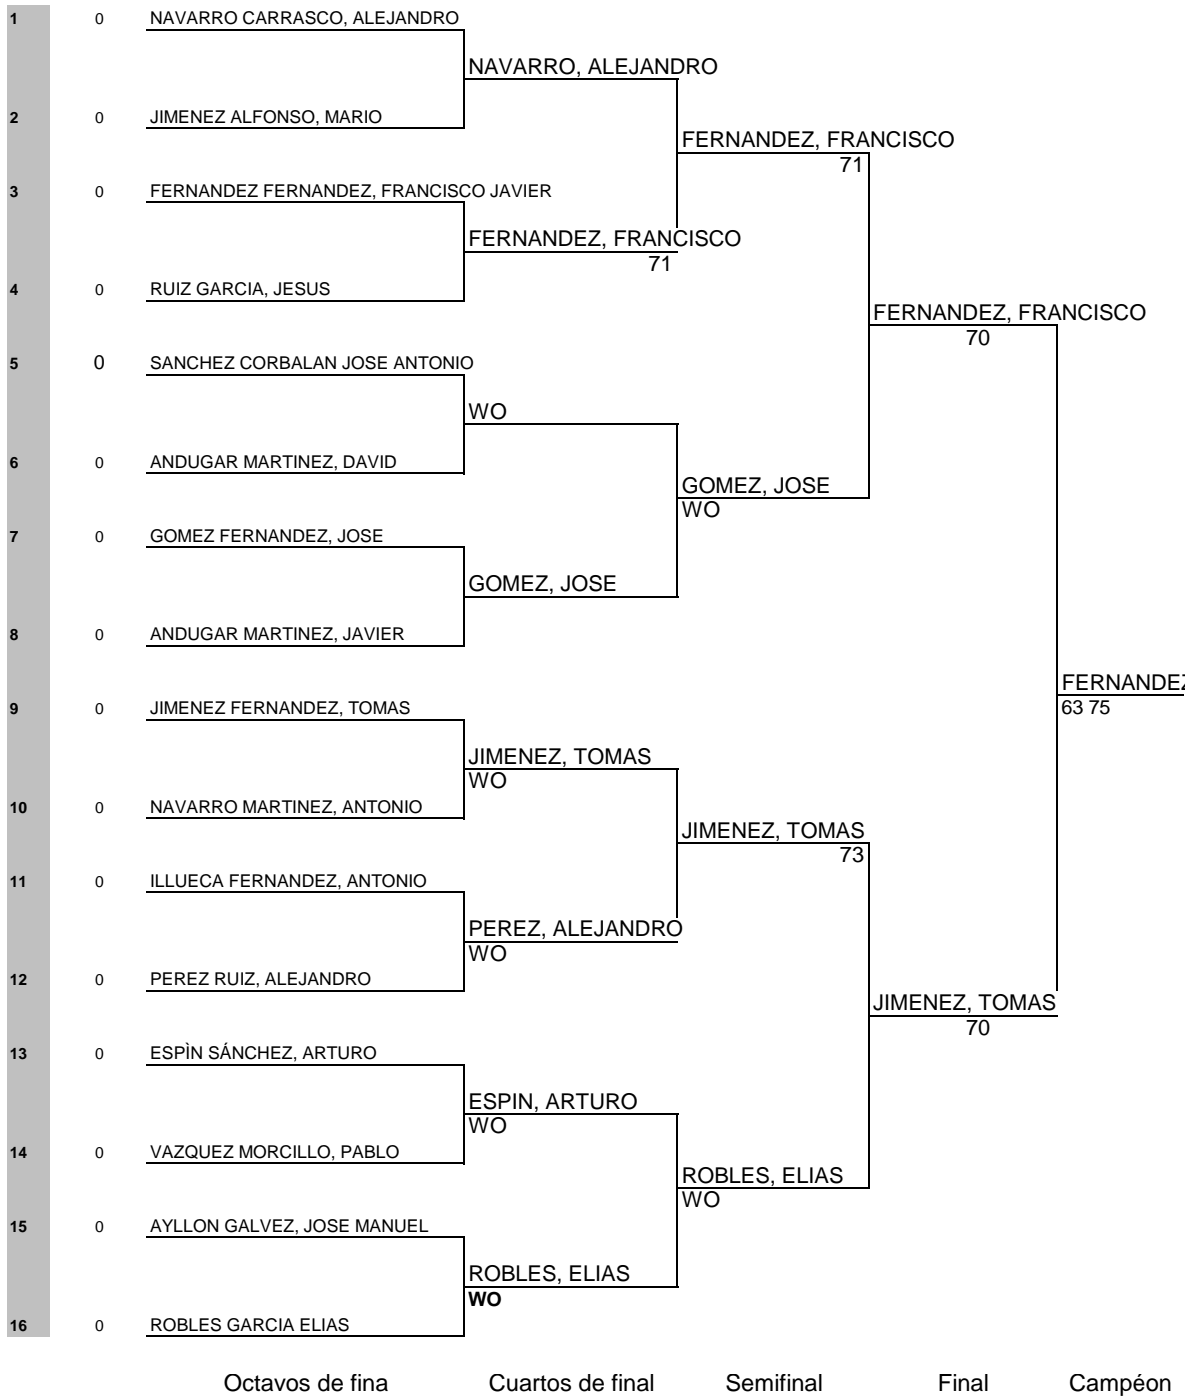 1 0 NAVARRO CARRASCO, ALEJANDRO
NAVARRO, ALEJANDRO
2 0 JIMENEZ ALFONSO, MARIO
FERNANDEZ, FRANCISCO
71
3 0 FERNANDEZ FERNANDEZ, FRANCISCO JAVIER
FERNANDEZ, FRANCISCO
71
4 0 RUIZ GARCIA, JESUS
FERNANDEZ, FRANCISCO
70
5 0 SANCHEZ CORBALAN JOSE ANTONIO
WO
6 0 ANDUGAR MARTINEZ, DAVID
GOMEZ, JOSE
WO
7 0 GOMEZ FERNANDEZ, JOSE
GOMEZ, JOSE
8 0 ANDUGAR MARTINEZ, JAVIER
FERNANDEZ
9 0 JIMENEZ FERNANDEZ, TOMAS
63 75
JIMENEZ, TOMAS
WO
10 0 NAVARRO MARTINEZ, ANTONIO
JIMENEZ, TOMAS
73
11 0 ILLUECA FERNANDEZ, ANTONIO
PEREZ, ALEJANDRO
WO
12 0 PEREZ RUIZ, ALEJANDRO
JIMENEZ, TOMAS
70
13 0 ESPÌN SÁNCHEZ, ARTURO
ESPIN, ARTURO
WO
14 0 VAZQUEZ MORCILLO, PABLO
ROBLES, ELIAS
WO
15 0 AYLLON GALVEZ, JOSE MANUEL
ROBLES, ELIAS
WO
16 0 ROBLES GARCIA ELIAS
Octavos de fina Cuartos de final Semifinal Final Campéon